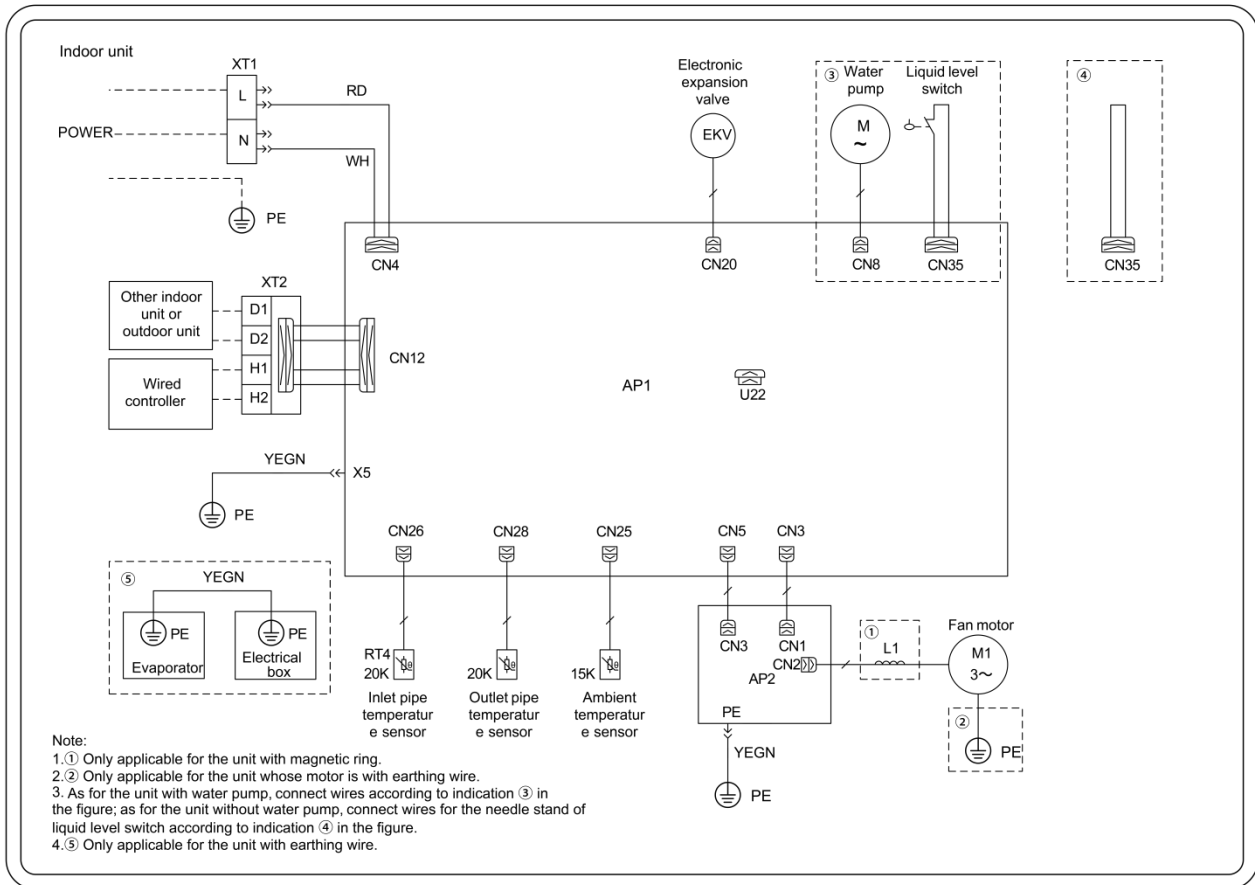 Indoor unit
XT1
L
N
POWER
RD
WH
PE
Electronic
expansion
valve
EKV
③ Water
pump
M
~
Liquid level
switch
④
CN4
CN20
CN8
CN35
CN35
XT2
Other indoor
unit or
outdoor unit
D1
D2
H1
H2
Wired
controller
CN12
AP1
U22
YEGN
X5
PE
CN26
CN28
CN25
CN5
CN3
⑤
YEGN
PE
Evaporator
PE
Electrical
box
RT4
20K
Inlet pipe
temperatur
e sensor
20K
Outlet pipe
temperatur
e sensor
15K
Ambient
temperatur
e sensor
CN3
CN1
CN2
AP2
PE
YEGN
PE
①
L1
Fan motor
M1
3~
②
PE
Note:
1.① Only applicable for the unit with magnetic ring.
2.② Only applicable for the unit whose motor is with earthing wire.
3. As for the unit with water pump, connect wires according to indication ③ in
the figure; as for the unit without water pump, connect wires for the needle stand of
liquid level switch according to indication ④ in the figure.
4.⑤ Only applicable for the unit with earthing wire.